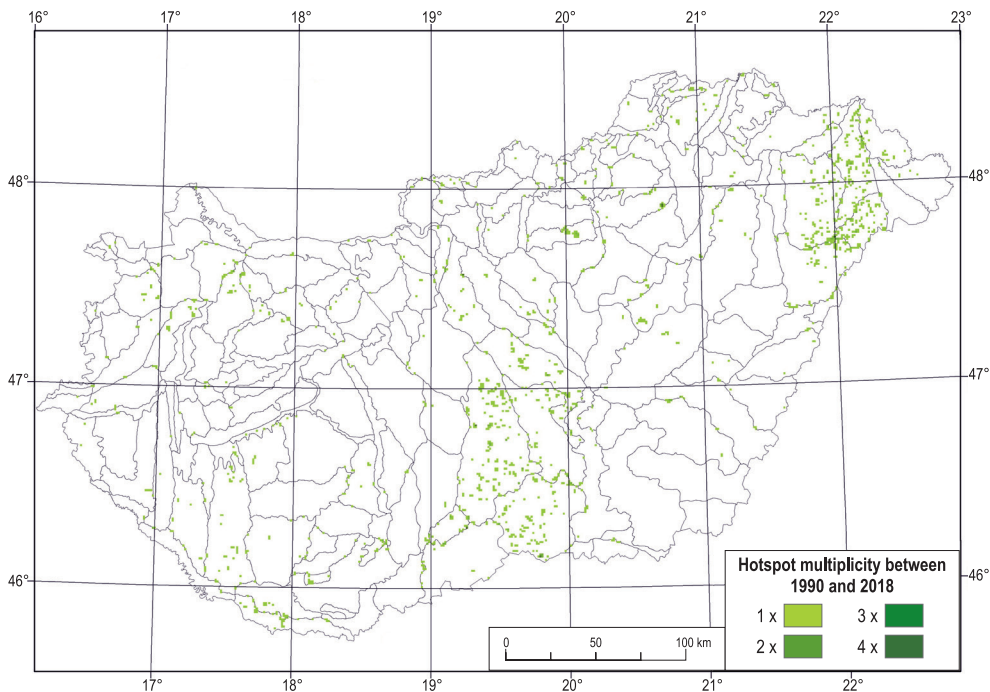 16° 17° 18° 19° 20° 21° 22° 23°
48° 48°
47° 47°
46° 46°
Hotspot multiplicity between
1990 and 2018
1 x 3 x
2 x 4 x
0 50 100 km
17° 18° 19° 20° 21° 22°